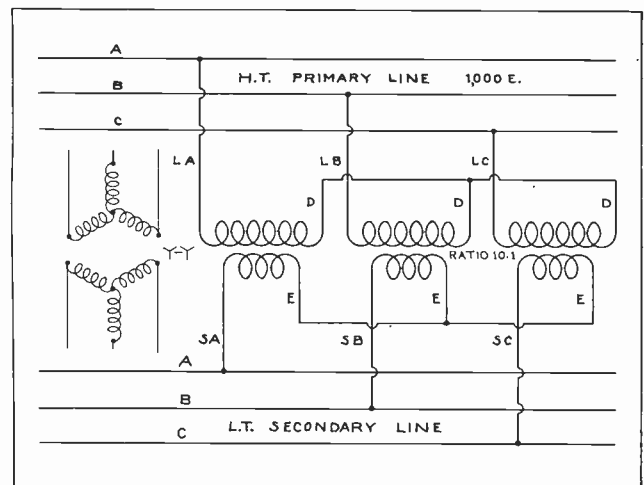 A
H.T. PRIMARY LINE 1,000 E.
B
C
LA LB LC
D D D
Y-Y
RATIO 10.1
E E E
SA SB SC
A
B
C L.T. SECONDARY LINE